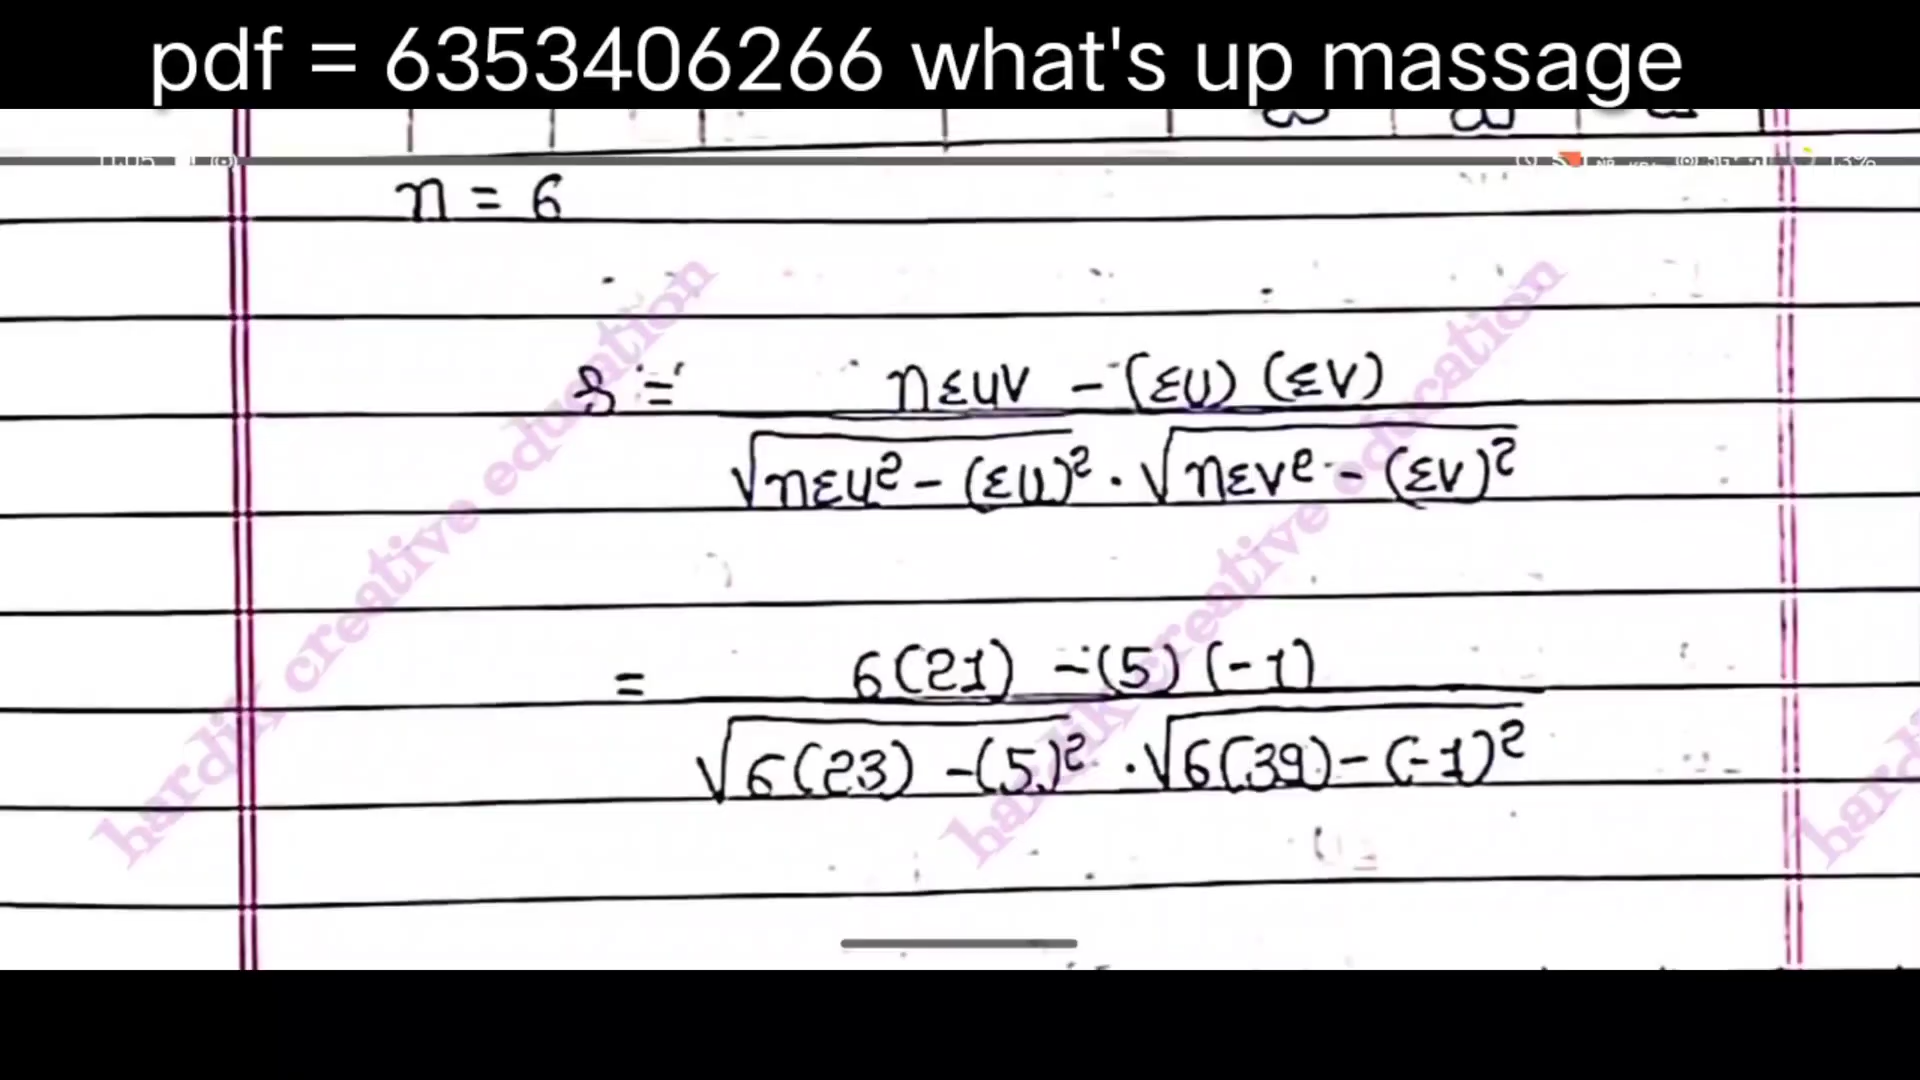 pdf = 6353406266 what's up massage
n = 6
r = nΣuv - (Σu) (Σv)
√nΣu² - (Σu)² . √nΣv² - (Σv)²
= 6(21) - (5) (-1)
√6(23) - (5)² . √6(39) - (-1)²
hardik creative education
hardik creative education
hardi